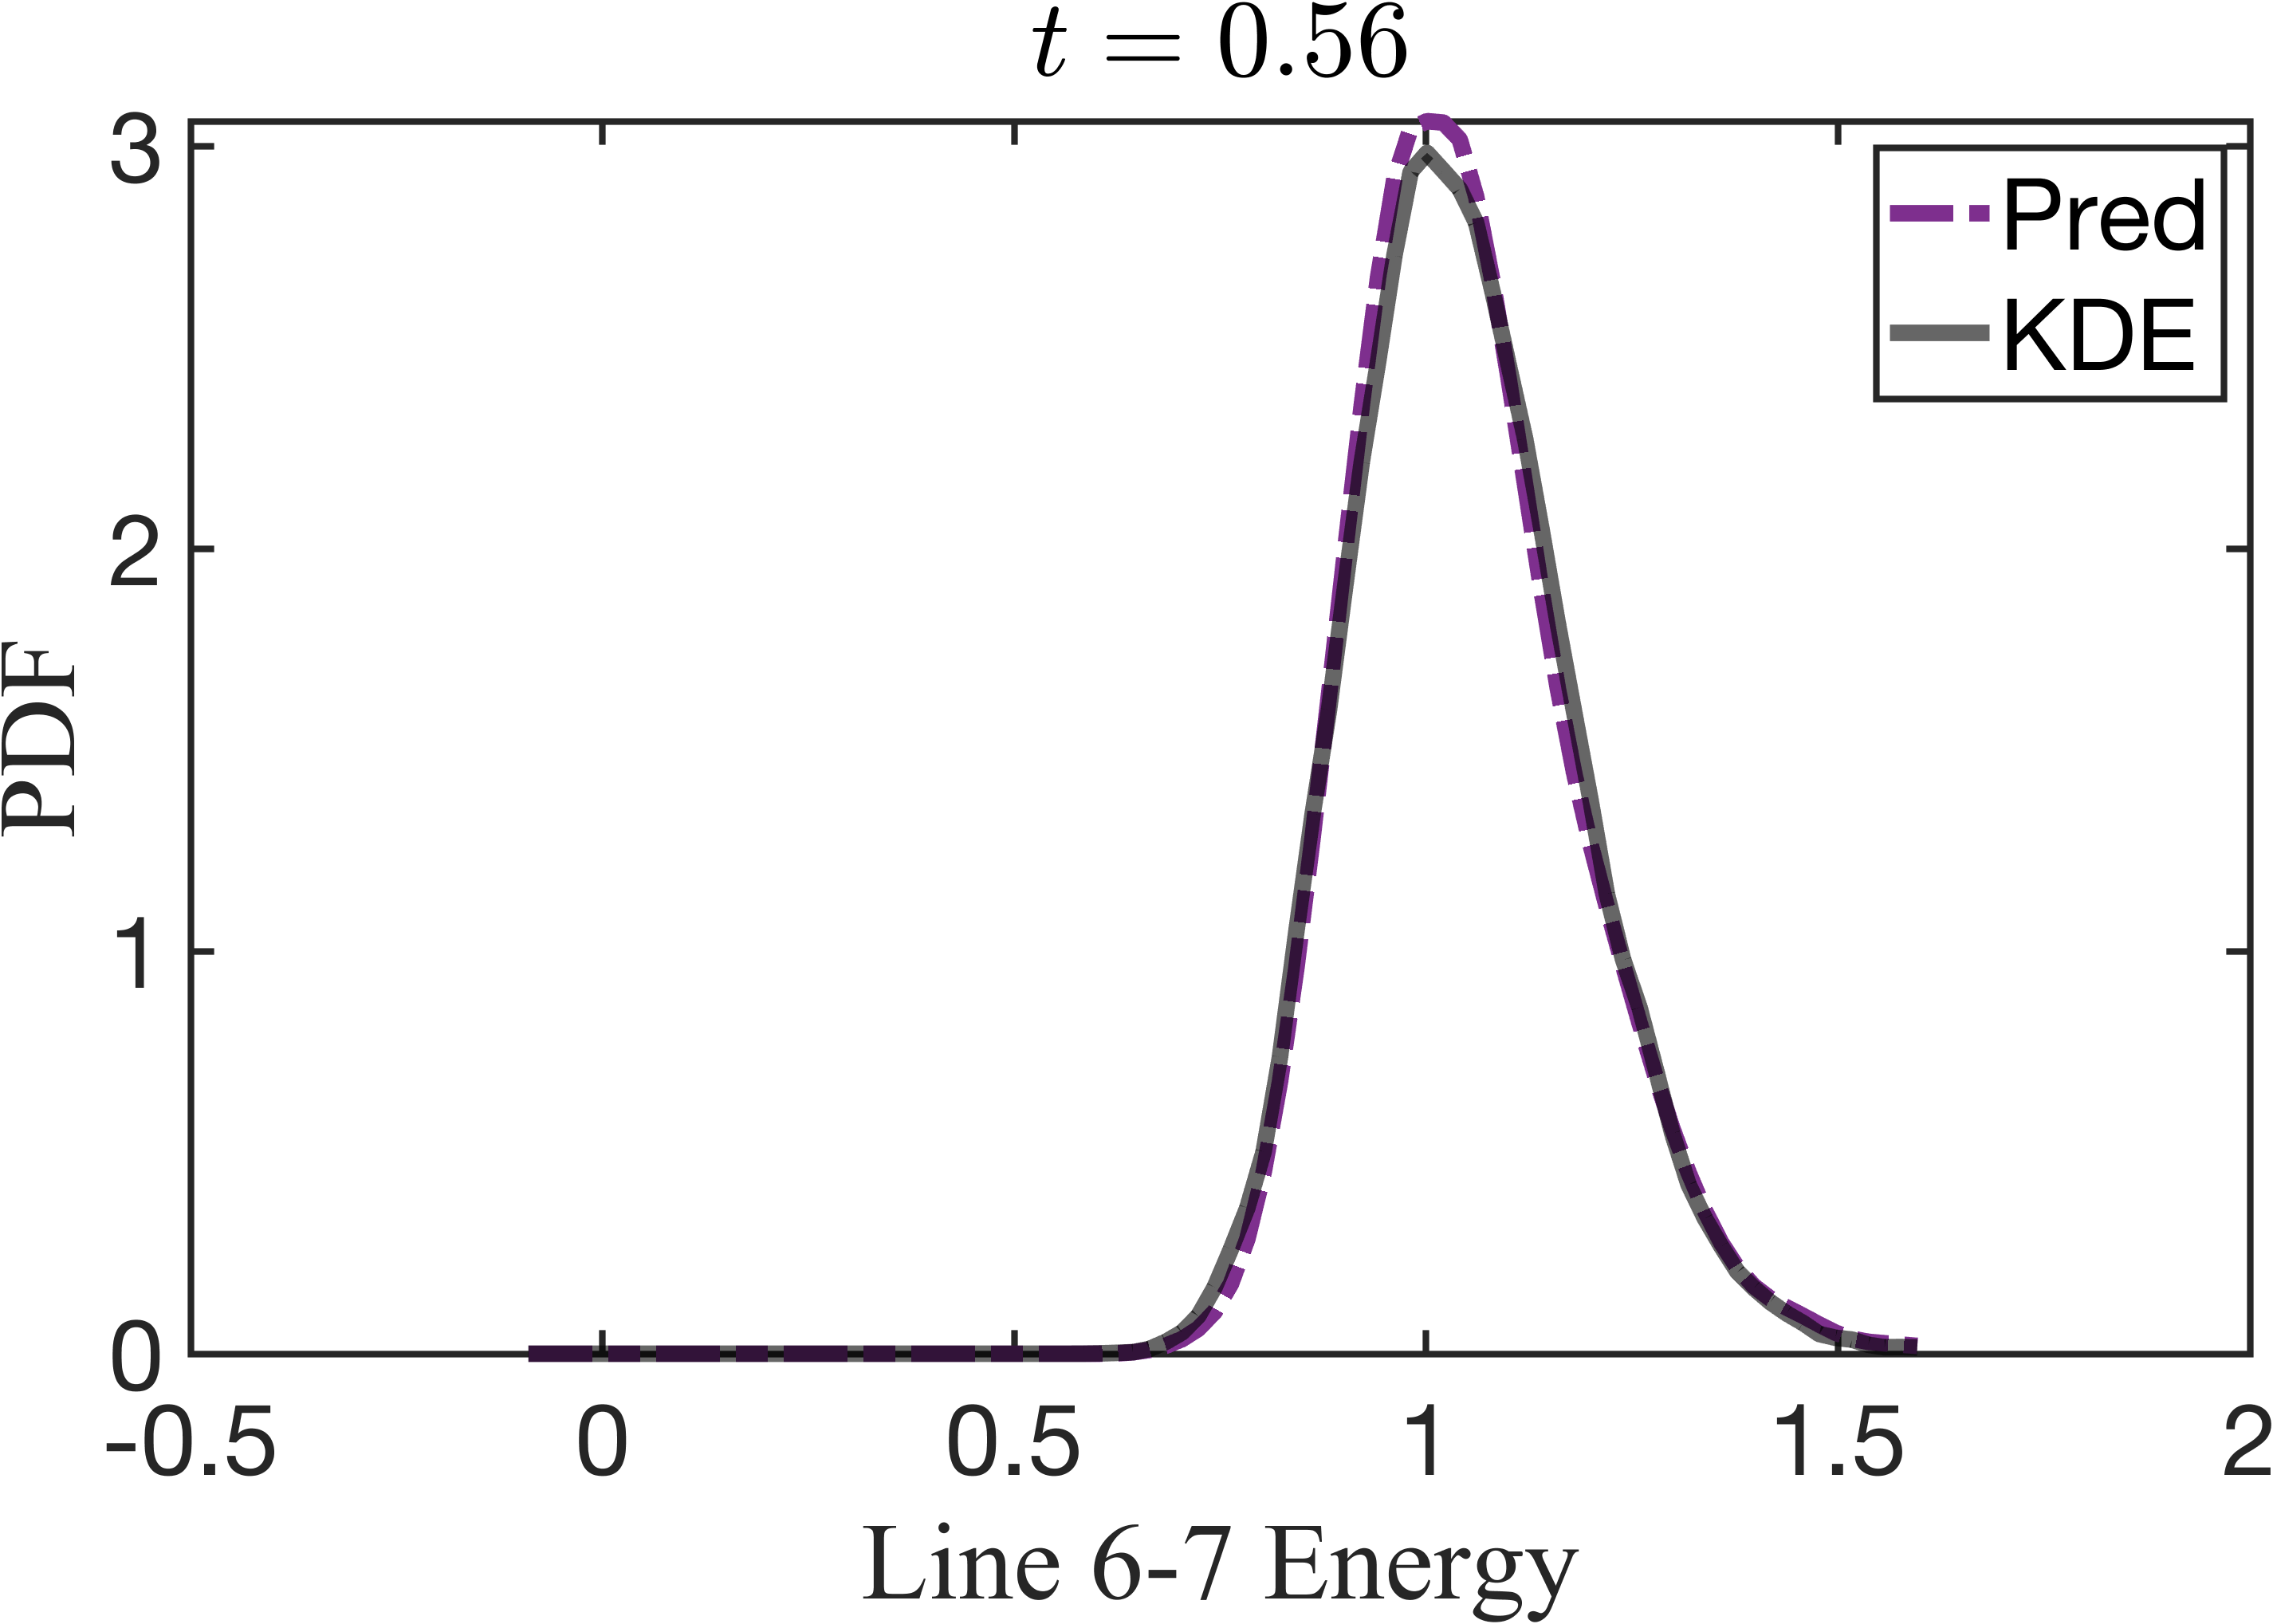 t = 0.56
3
2
1
0
PDF
Pred
KDE
-0.5 0 0.5 1 1.5 2
Line 6-7 Energy